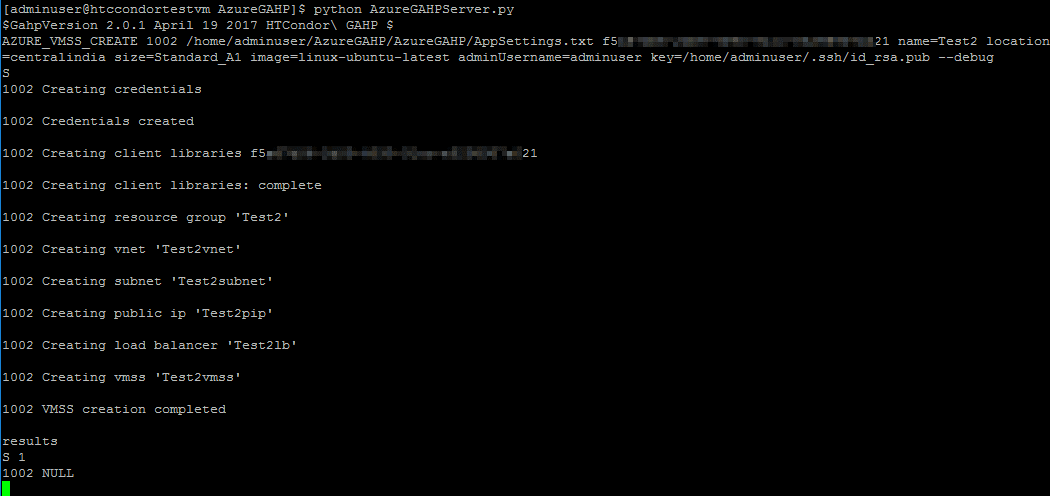 [adminuser@htccondortestvm AzureGAHP]$ python AzureGAHPServer.py
$GahpVersion 2.0.1 April 19 2017 HTCondor\ GAHP $
AZURE_VMSS_CREATE 1002 /home/adminuser/AzureGAHP/AzureGAHP/AppSettings.txt f5 21 name=Test2 location
=centralindia size=Standard_A1 image=linux-ubuntu-latest adminUsername=adminuser key=/home/adminuser/.ssh/id_rsa.pub --debug
S
1002 Creating credentials
1002 Credentials created
1002 Creating client libraries f5 21
1002 Creating client libraries: complete
1002 Creating resource group 'Test2'
1002 Creating vnet 'Test2vnet'
1002 Creating subnet 'Test2subnet'
1002 Creating public ip 'Test2pip'
1002 Creating load balancer 'Test2lb'
1002 Creating vmss 'Test2vmss'
1002 VMSS creation completed
results
S 1
1002 NULL